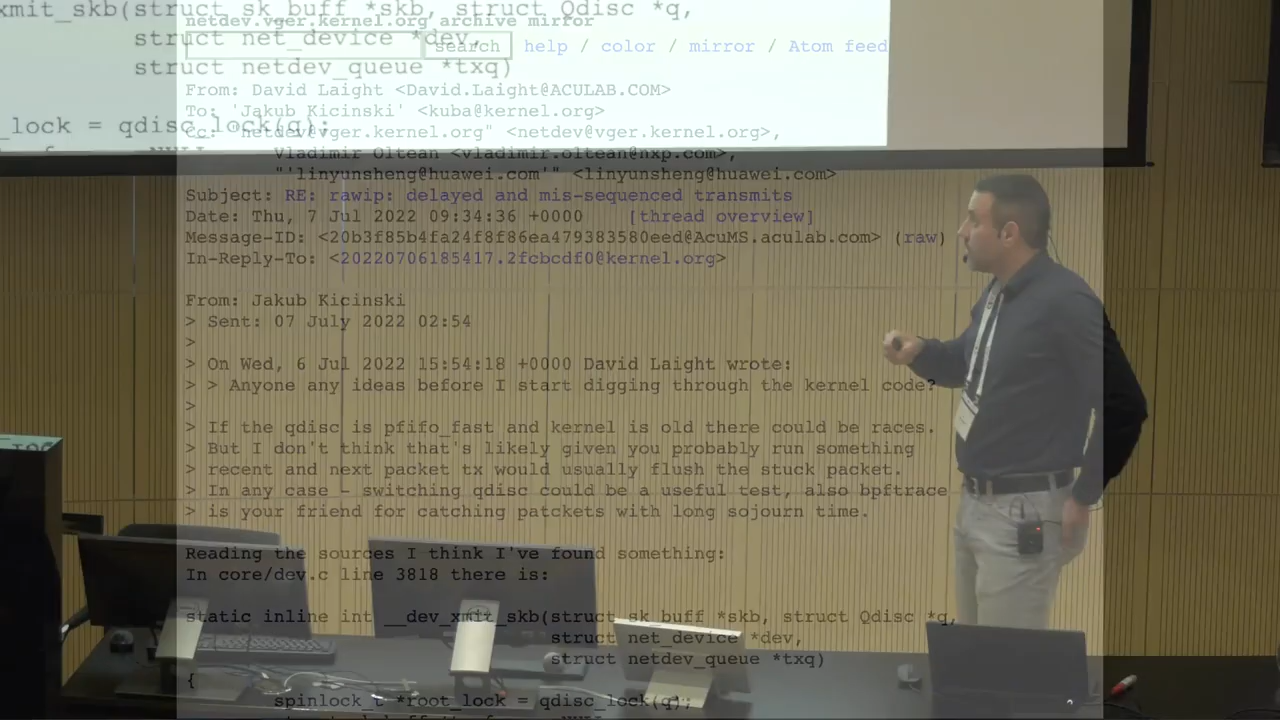 xmit_skb(struct sk_buff *skb, struct Qdisc *q,
struct net_device *dev,
struct netdev_queue *txq)
_lock = qdisc_lock(q);
netdev.vger.kernel.org archive mirror
search help / color / mirror / Atom feed
From: David Laight <David.Laight@ACULAB.COM>
To: 'Jakub Kicinski' <kuba@kernel.org>
Cc: "netdev@vger.kernel.org" <netdev@vger.kernel.org>,
Vladimir Oltean <vladimir.oltean@nxp.com>,
"'linyunsheng@huawei.com'" <linyunsheng@huawei.com>
Subject: RE: rawip: delayed and mis-sequenced transmits
Date: Thu, 7 Jul 2022 09:34:36 +0000 [thread overview]
Message-ID: <20b3f85b4fa24f8f86ea479383580eed@AcuMS.aculab.com> (raw)
In-Reply-To: <20220706185417.2fcbcdf0@kernel.org>
From: Jakub Kicinski
> Sent: 07 July 2022 02:54
>
> On Wed, 6 Jul 2022 15:54:18 +0000 David Laight wrote:
> > Anyone any ideas before I start digging through the kernel code?
>
> If the qdisc is pfifo_fast and kernel is old there could be races.
> But I don't think that's likely given you probably run something
> recent and next packet tx would usually flush the stuck packet.
> In any case - switching qdisc could be a useful test, also bpftrace
> is your friend for catching patckets with long sojourn time.
Reading the sources I think I've found something:
In core/dev.c line 3818 there is:
static inline int __dev_xmit_skb(struct sk_buff *skb, struct Qdisc *q,
struct net_device *dev,
struct netdev_queue *txq)
{
spinlock_t *root_lock = qdisc_lock(q);